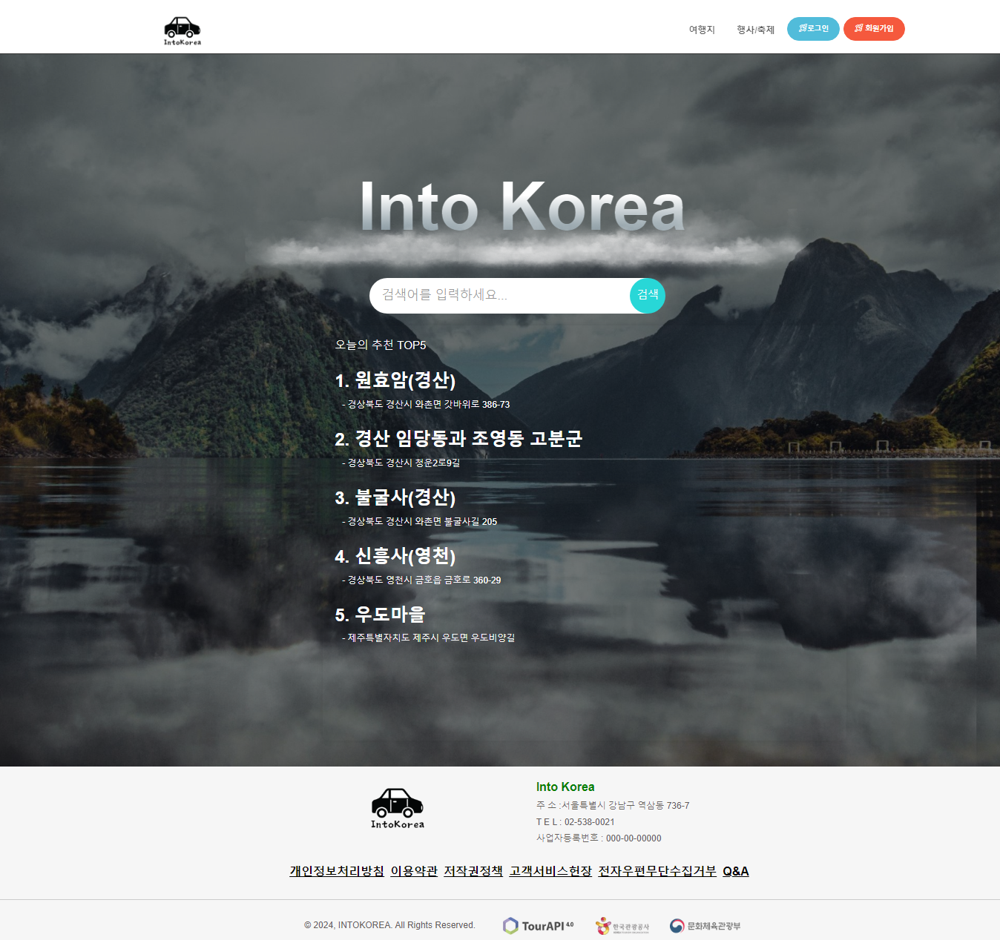 IntoKorea
여행지
행사/축제
로그인
회원가입
Into Korea
검색어를 입력하세요...
검색
오늘의 추천 TOP5
1. 원효암(경산)
- 경상북도 경산시 와촌면 갓바위로 386-73
2. 경산 임당동과 조영동 고분군
- 경상북도 경산시 청운2로9길
3. 불굴사(경산)
- 경상북도 경산시 와촌면 불굴사길 205
4. 신흥사(영천)
- 경상북도 영천시 금호읍 금호로 360-29
5. 우도마을
- 제주특별자치도 제주시 우도면 우도비양길
IntoKorea
Into Korea
주 소 :서울특별시 강남구 역삼동 736-7
T E L : 02-538-0021
사업자등록번호 : 000-00-00000
개인정보처리방침 이용약관 저작권정책 고객서비스헌장 전자우편무단수집거부 Q&A
© 2024, INTOKOREA. All Rights Reserved.
TourAPI 4.0
한국관광공사
문화체육관광부